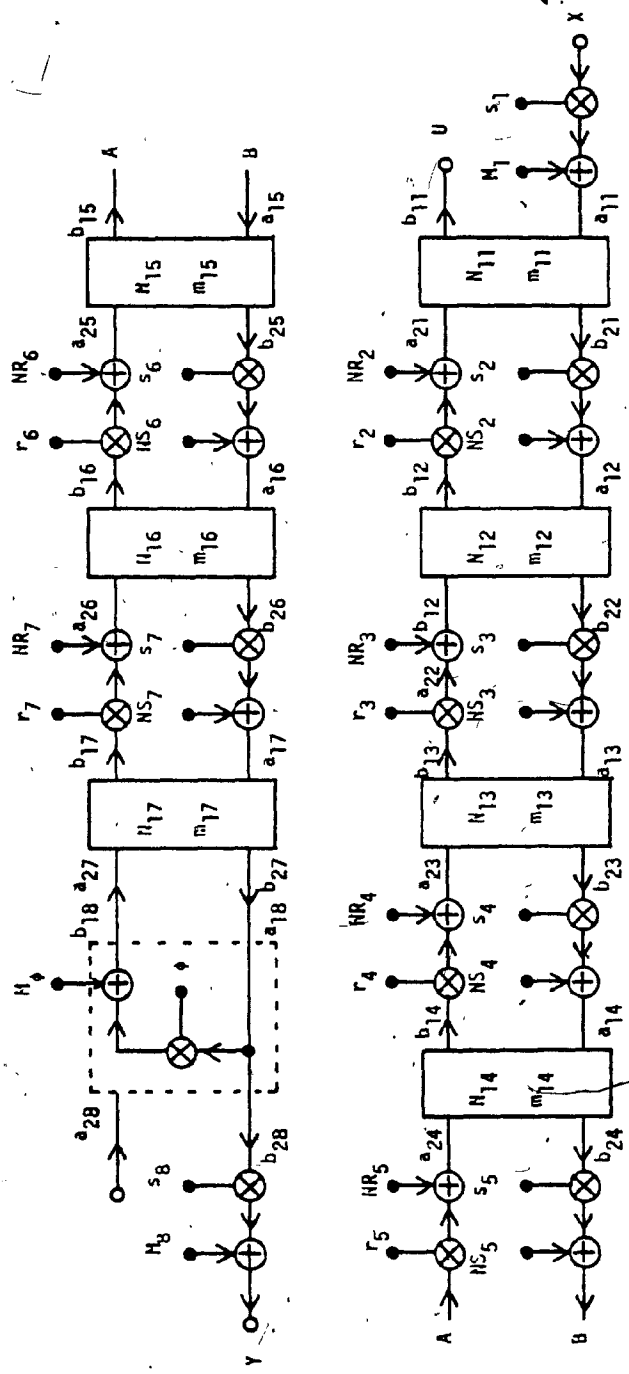 M_ϕ NR₇ NR₆
r₇ r₆
b₁₈ a₂₇ b₁₇ a₂₆ b₁₆ a₂₅ b₁₅ A
a₂₈ ϕ NS₇ s₇ NS₆ s₆
N₁₇ N₁₆ N₁₅
m₁₇ m₁₆ m₁₅
M₈ s₈
Y b₂₈ a₁₈ b₂₇ a₁₇ b₂₆ a₁₆ b₂₅ a₁₅ B
NR₅ NR₄ NR₃ NR₂
r₅ r₄ r₃ r₂
A a₂₄ b₁₄ a₂₃ b₁₃ a₂₂ b₁₂ b₁₂ a₂₁ b₁₁ U
NS₅ s₅ NS₄ s₄ NS₃ s₃ NS₂ s₂ M₁ s₁
N₁₄ N₁₃ N₁₂ N₁₁
m₁₄ m₁₃ m₁₂ m₁₁
B b₂₄ a₁₄ b₂₃ a₁₃ b₂₂ a₁₂ b₂₁ a₁₁ X